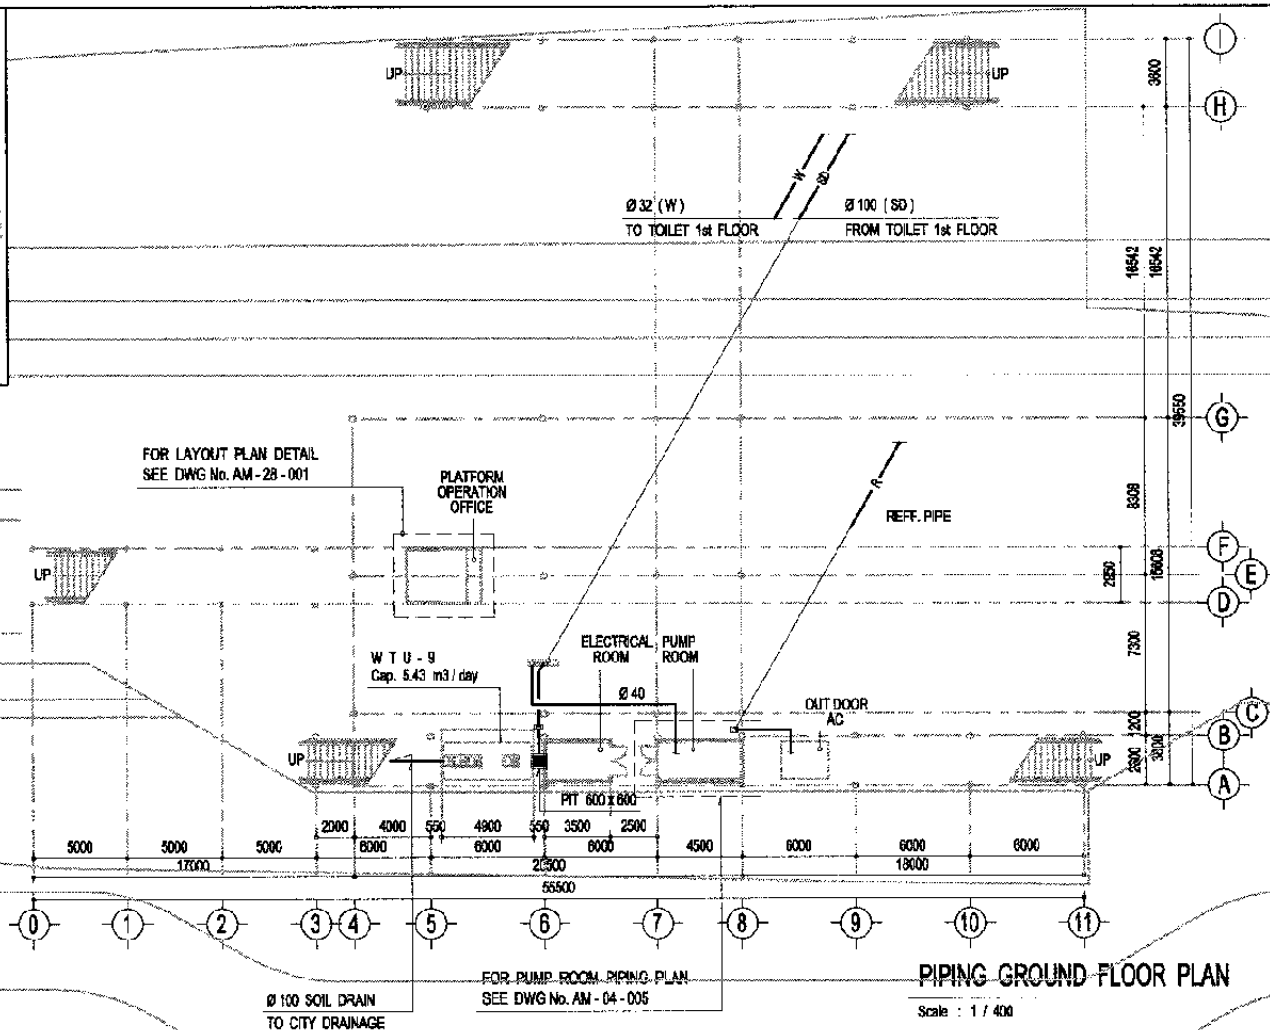 I
UP
UP
3600
H
W
SD
Ø 32 (W)
TO TOILET 1st FLOOR
Ø 100 (SD)
FROM TOILET 1st FLOOR
16542
16542
39550
G
FOR LAYOUT PLAN DETAIL
SEE DWG No. AM - 28 - 001
PLATFORM
OPERATION
OFFICE
R
REFF. PIPE
8308
F
UP
2850
15608
E
D
W T U - 9
Cap. 5.43 m3 / day
ELECTRICAL
ROOM
PUMP
ROOM
7300
Ø 40
OUT DOOR
AC
C
1200
B
UP
UP
2600
3800
A
PIT 600 x 600
2000
4000
550
4900
550
3500
2500
5000
5000
5000
6000
6000
6000
4500
6000
6000
6000
17000
20500
18000
55500
0
1
2
3
4
5
6
7
8
9
10
11
FOR PUMP ROOM PIPING PLAN
SEE DWG No. AM - 04 - 005
Ø 100 SOIL DRAIN
TO CITY DRAINAGE
PIPING GROUND FLOOR PLAN
Scale : 1 / 400